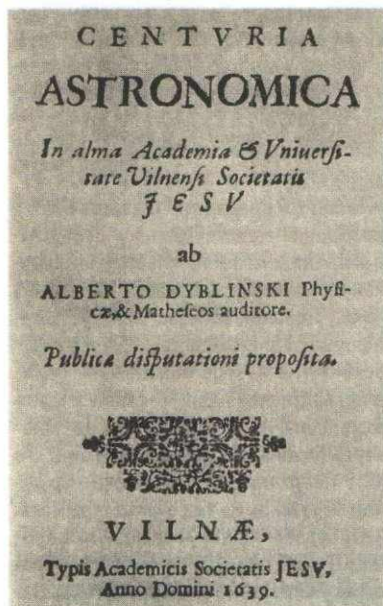 CENTVRIA
ASTRONOMICA
In alma Academia & Vniuersi-
tate Vilnensi Societatis
JESV
ab
ALBERTO DYBLINSKI Physi-
cæ,& Matheseos auditore.
Publicæ disputationi proposita.
VILNÆ,
Typis Academicis Societatis JESV,
Anno Domini 1639.